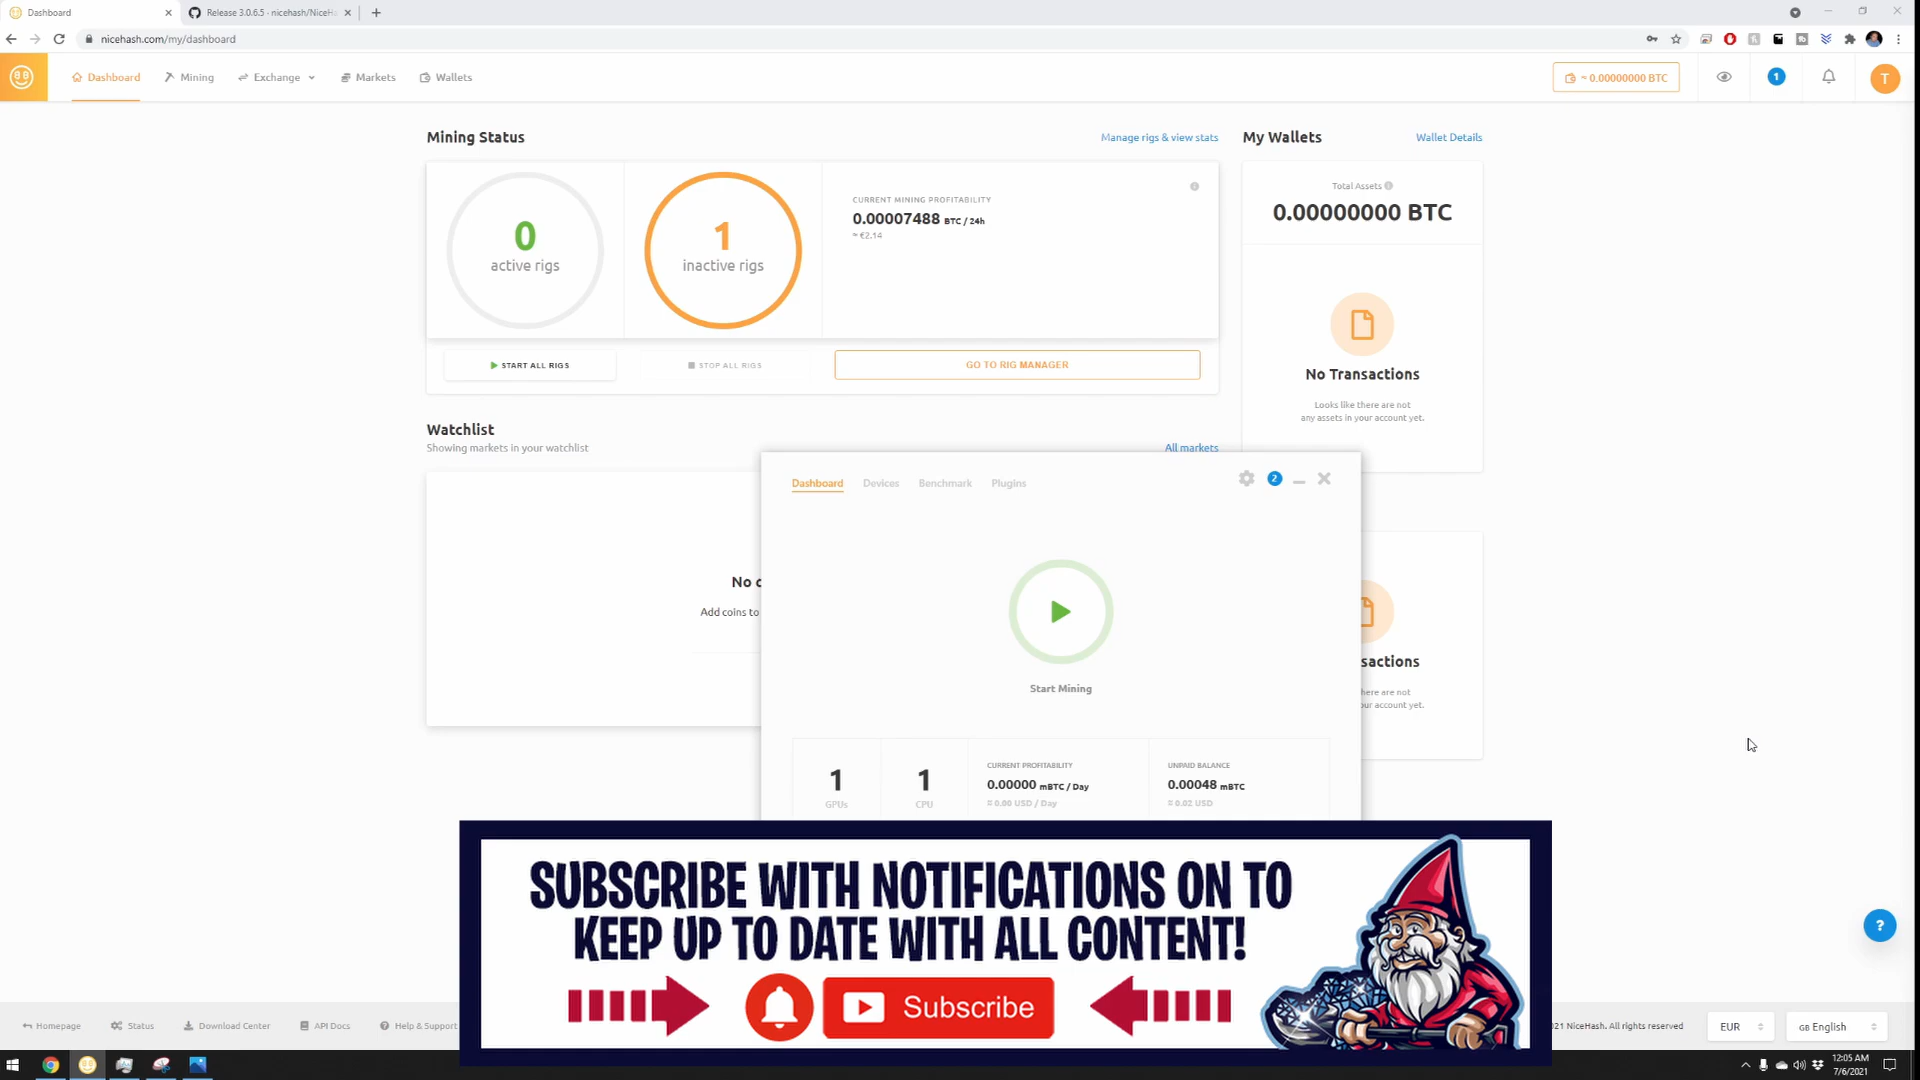 Dashboard
Release 3.0.6.5 - nicehash/NiceHa
nicehash.com/my/dashboard
Dashboard
Mining
Exchange
Markets
Wallets
≈ 0.00000000 BTC
1
T
Mining Status
Manage rigs & view stats
My Wallets
Wallet Details
0
active rigs
1
inactive rigs
CURRENT MINING PROFITABILITY
0.00007488 BTC / 24h
≈ €2.14
Total Assets
0.00000000 BTC
START ALL RIGS
STOP ALL RIGS
GO TO RIG MANAGER
No Transactions
Looks like there are not
any assets in your account yet.
Watchlist
Showing markets in your watchlist
All markets
Dashboard
Devices
Benchmark
Plugins
2
No
Add coins to
Start Mining
sactions
here are not
our account yet.
1
GPUs
1
CPU
CURRENT PROFITABILITY
0.00000 mBTC / Day
≈ 0.00 USD / Day
UNPAID BALANCE
0.00048 mBTC
≈ 0.02 USD
SUBSCRIBE WITH NOTIFICATIONS ON TO
KEEP UP TO DATE WITH ALL CONTENT!
Subscribe
?
Homepage
Status
Download Center
API Docs
Help & Support
21 NiceHash. All rights reserved
EUR
GB English
12:05 AM
7/6/2021